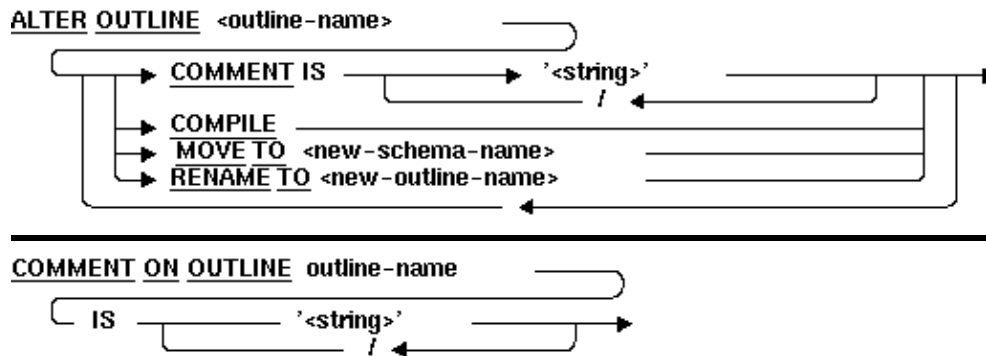 ALTER OUTLINE <outline-name>
COMMENT IS '<string>'
/
COMPILE
MOVE TO <new-schema-name>
RENAME TO <new-outline-name>
COMMENT ON OUTLINE outline-name
IS '<string>'
/